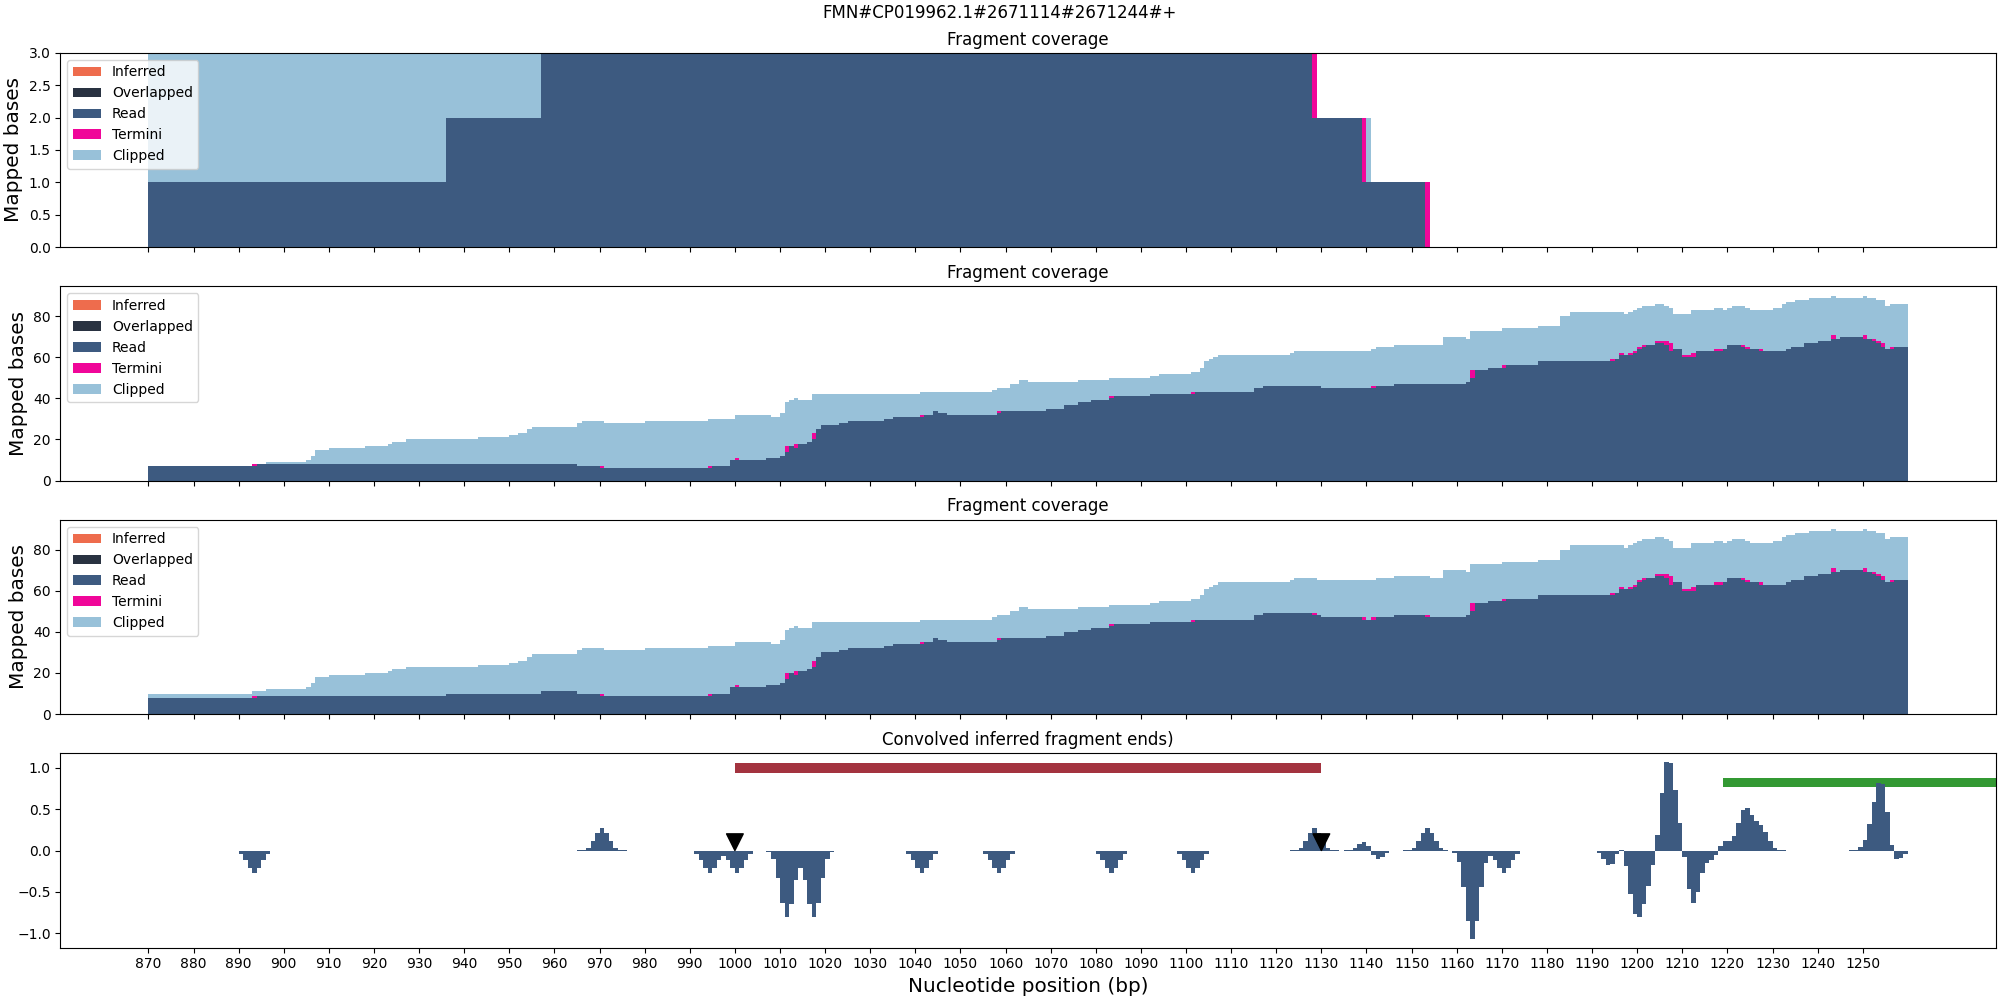 FMN#CP019962.1#2671114#2671244#+
Fragment coverage
Mapped bases
3.0
2.5
2.0
1.5
1.0
0.5
0.0
Inferred
Overlapped
Read
Termini
Clipped
Fragment coverage
Mapped bases
80
60
40
20
0
Inferred
Overlapped
Read
Termini
Clipped
Fragment coverage
Mapped bases
80
60
40
20
0
Inferred
Overlapped
Read
Termini
Clipped
Convolved inferred fragment ends)
1.0
0.5
0.0
−0.5
−1.0
870 880 890 900 910 920 930 940 950 960 970 980 990 1000 1010 1020 1030 1040 1050 1060 1070 1080 1090 1100 1110 1120 1130 1140 1150 1160 1170 1180 1190 1200 1210 1220 1230 1240 1250
Nucleotide position (bp)